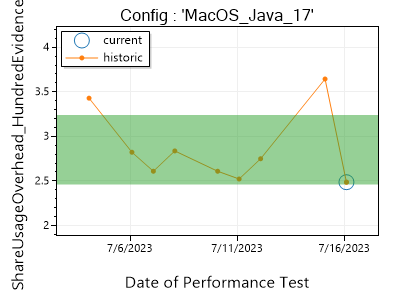 Config : 'MacOS_Java_17'
ShareUsageOverhead_HundredEvidence
4
3.5
3
2.5
2
current
historic
7/6/2023
7/11/2023
7/16/2023
Date of Performance Test